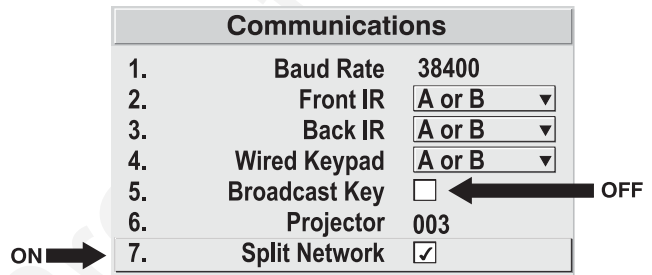 Communications
1. Baud Rate 38400
2. Front IR A or B
3. Back IR A or B
4. Wired Keypad A or B
5. Broadcast Key OFF
6. Projector 003
ON 7. Split Network ✓